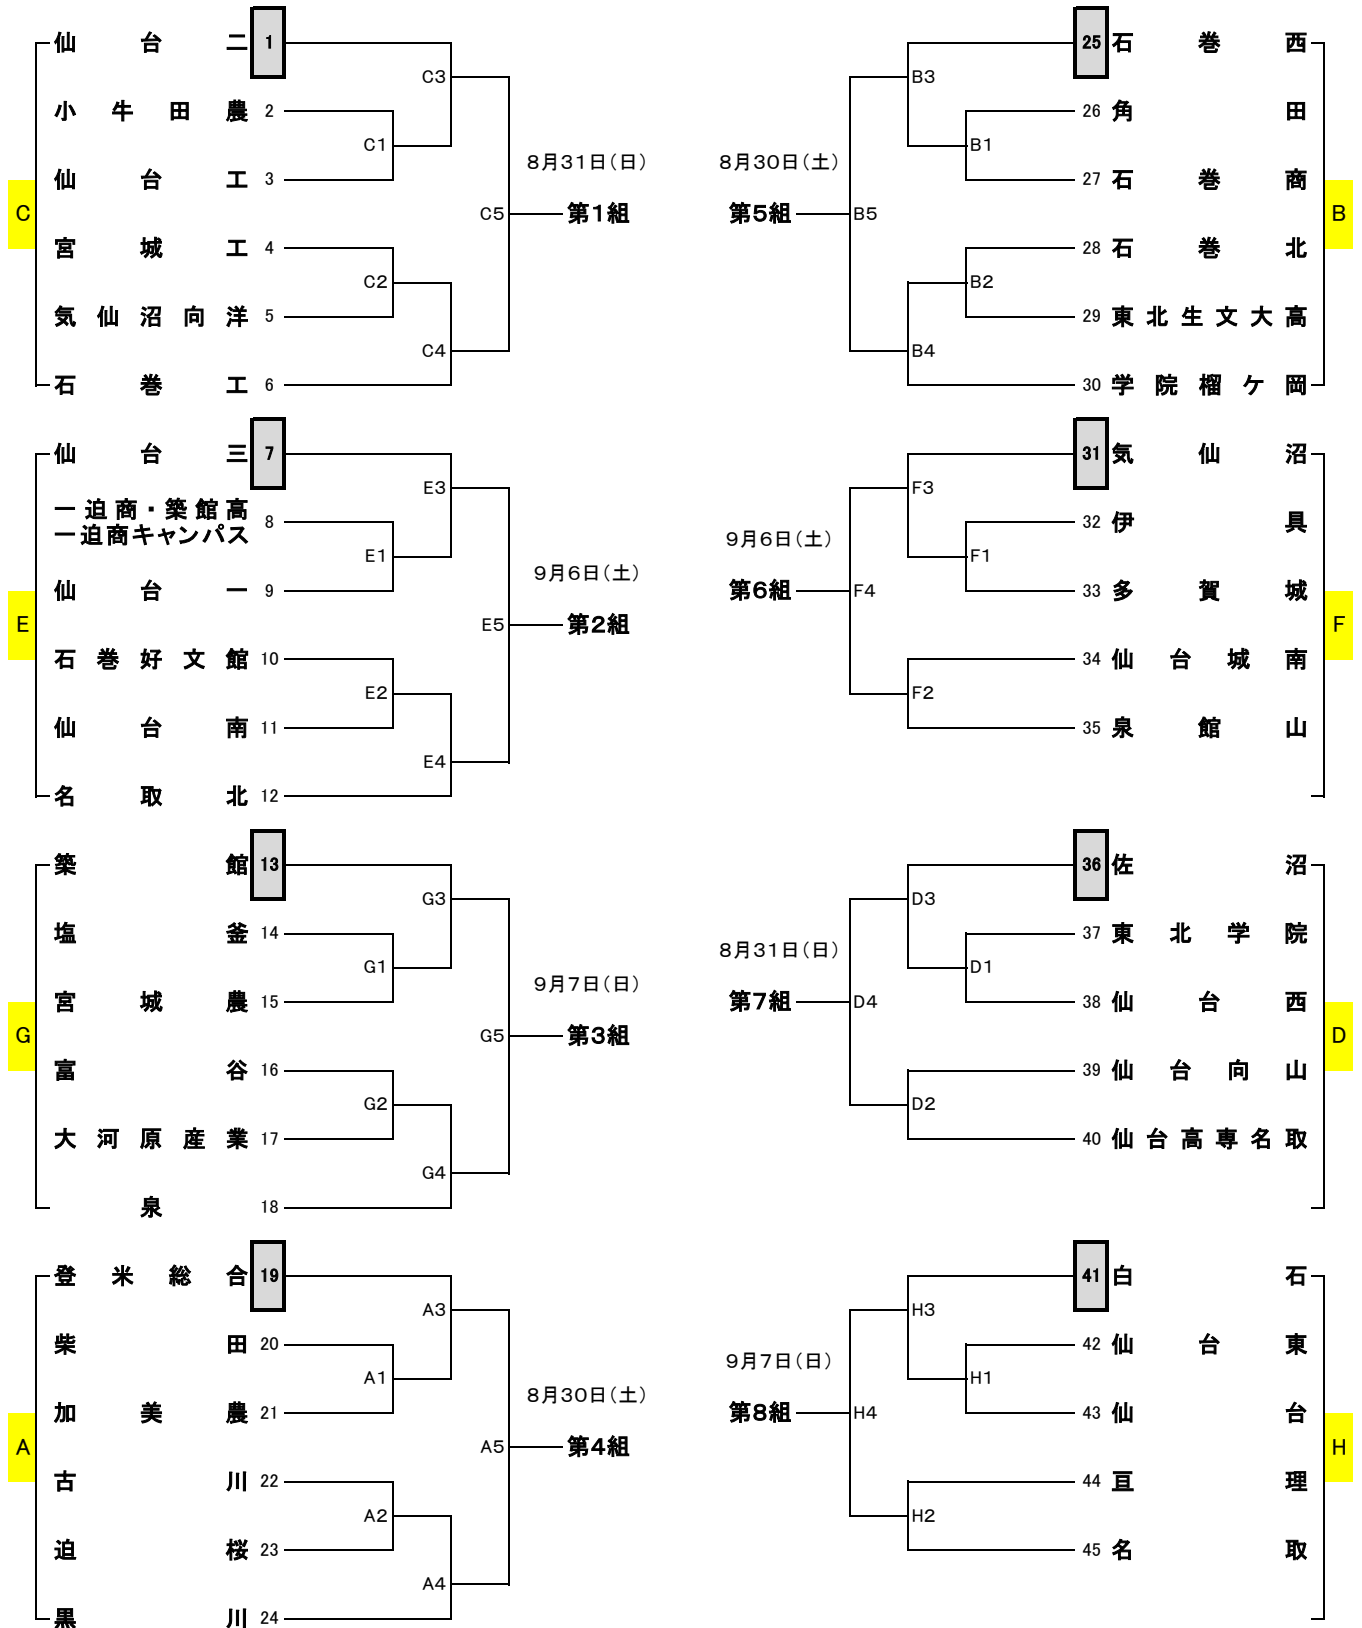 C
仙台二 1
小牛田農 2
仙台工 3
宮城工 4
気仙沼向洋 5
石巻工 6
C1
C2
C3
C4
C5
8月31日(日)
第1組
E
仙台三 7
一迫商・築館高
一迫商キャンパス 8
仙台一 9
石巻好文館 10
仙台南 11
名取北 12
E1
E2
E3
E4
E5
9月6日(土)
第2組
G
築館 13
塩釜 14
宮城農 15
富谷 16
大河原産業 17
泉 18
G1
G2
G3
G4
G5
9月7日(日)
第3組
A
登米総合 19
柴田 20
加美農 21
古川 22
迫桜 23
黒川 24
A1
A2
A3
A4
A5
8月30日(土)
第4組
8月30日(土)
第5組
B5
B3
B4
B1
B2
25 石巻西
26 角田
27 石巻商
28 石巻北
29 東北生文大高
30 学院榴ケ岡
B
9月6日(土)
第6組
F4
F3
F2
F1
31 気仙沼
32 伊具
33 多賀城
34 仙台城南
35 泉館山
F
8月31日(日)
第7組
D4
D3
D2
D1
36 佐沼
37 東北学院
38 仙台西
39 仙台向山
40 仙台高専名取
D
9月7日(日)
第8組
H4
H3
H2
H1
41 白石
42 仙台東
43 仙台
44 亘理
45 名取
H